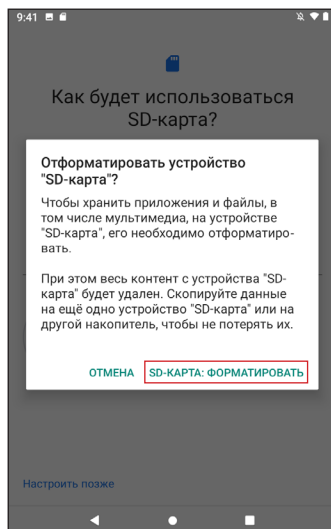 9:41
Как будет использоваться
SD-карта?
Отформатировать устройство
"SD-карта"?
Чтобы хранить приложения и файлы, в
том числе мультимедиа, на устройстве
"SD-карта", его необходимо отформатиро-
вать.
При этом весь контент с устройства "SD-
карта" будет удален. Скопируйте данные
на ещё одно устройство "SD-карта" или на
другой накопитель, чтобы не потерять их.
ОТМЕНА SD-КАРТА: ФОРМАТИРОВАТЬ
Настроить позже